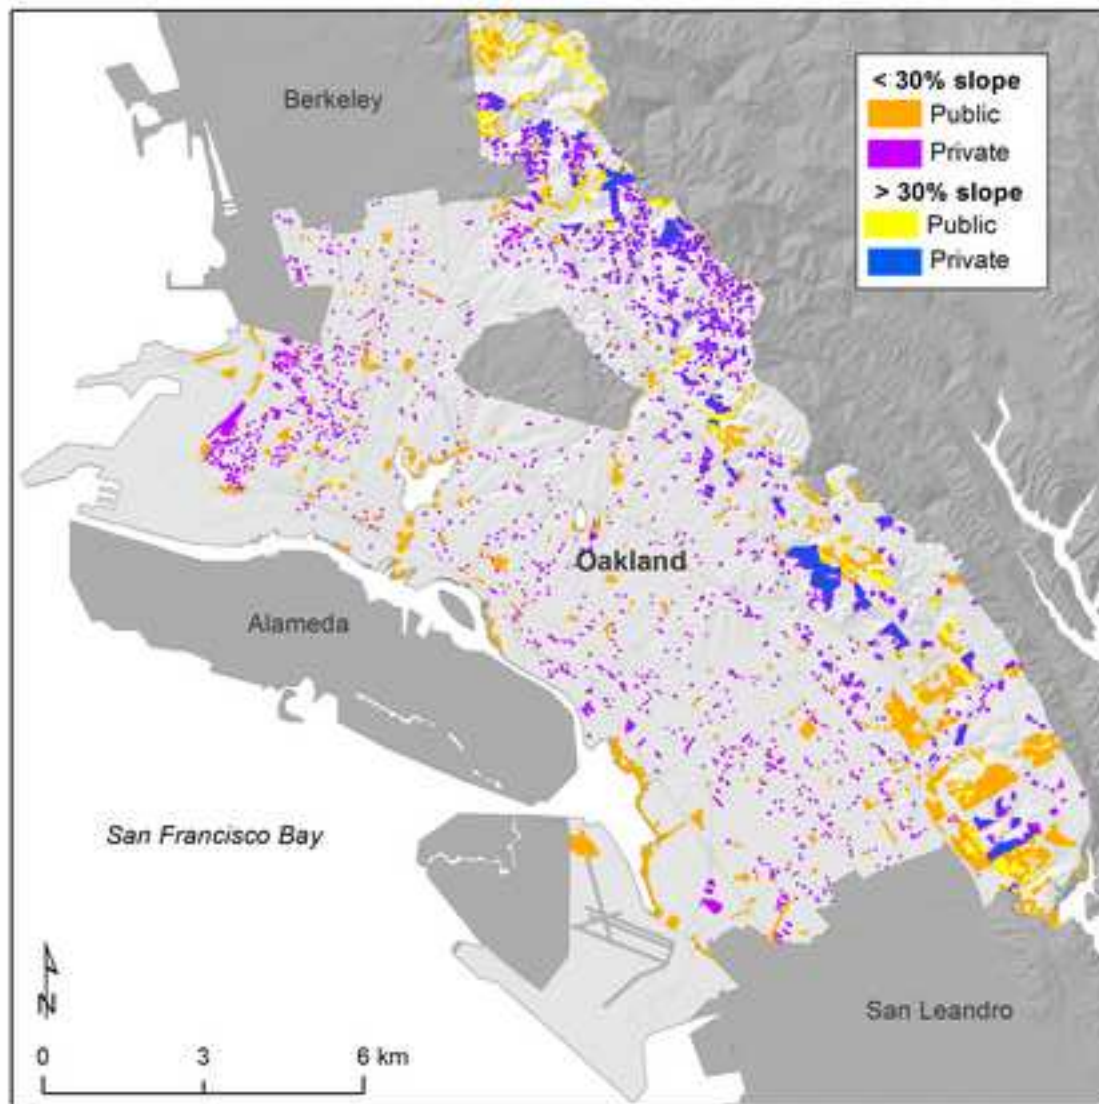 Berkeley
< 30% slope
Public
Private
> 30% slope
Public
Private
Oakland
Alameda
San Francisco Bay
San Leandro
N
0 3 6 km